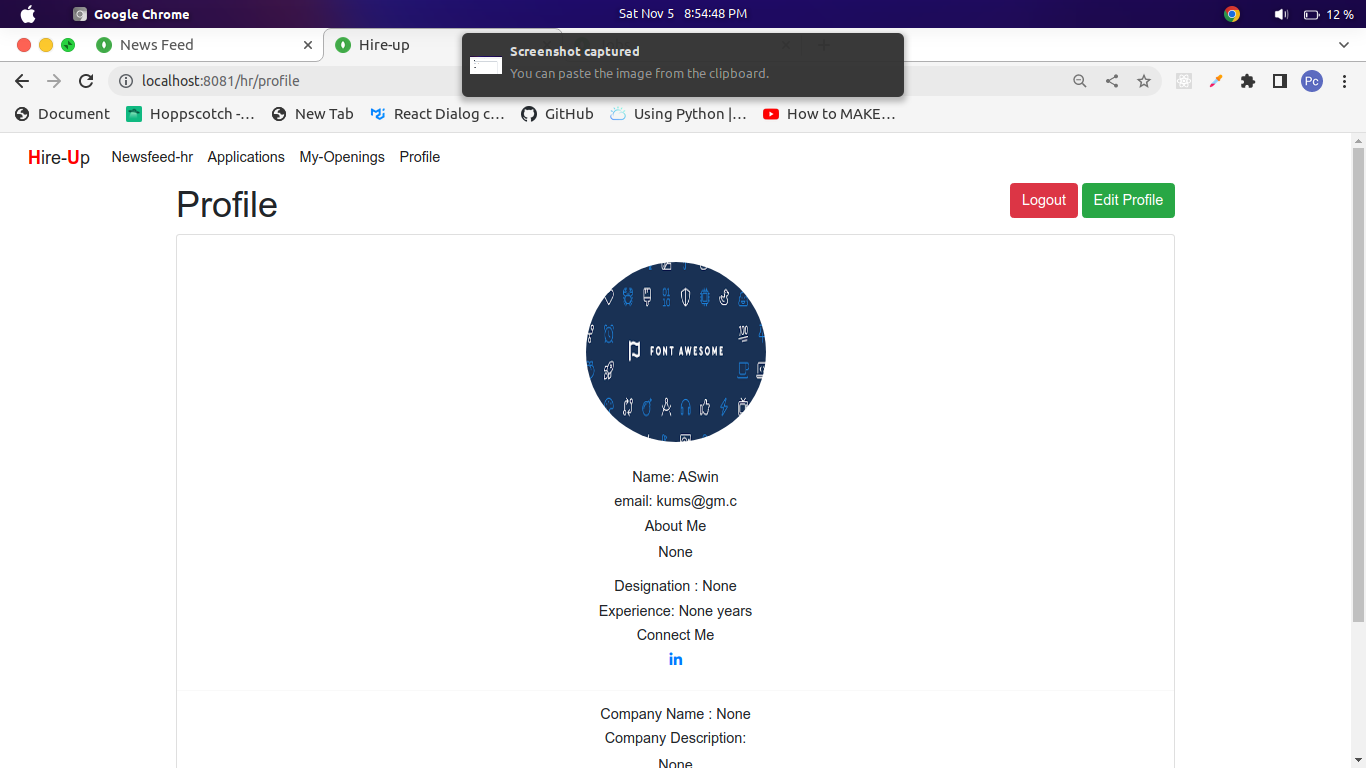 Google Chrome
Sat Nov 5 8:54:48 PM
12 %
News Feed
Hire-up
Screenshot captured
You can paste the image from the clipboard.
localhost:8081/hr/profile
Pc
Document
Hoppscotch -...
New Tab
React Dialog c...
GitHub
Using Python |...
How to MAKE...
Hire-Up
Newsfeed-hr
Applications
My-Openings
Profile
Profile
Logout
Edit Profile
01
10
100
FONT AWESOME
Name: ASwin
email: kums@gm.c
About Me
None
Designation : None
Experience: None years
Connect Me
in
Company Name : None
Company Description:
None